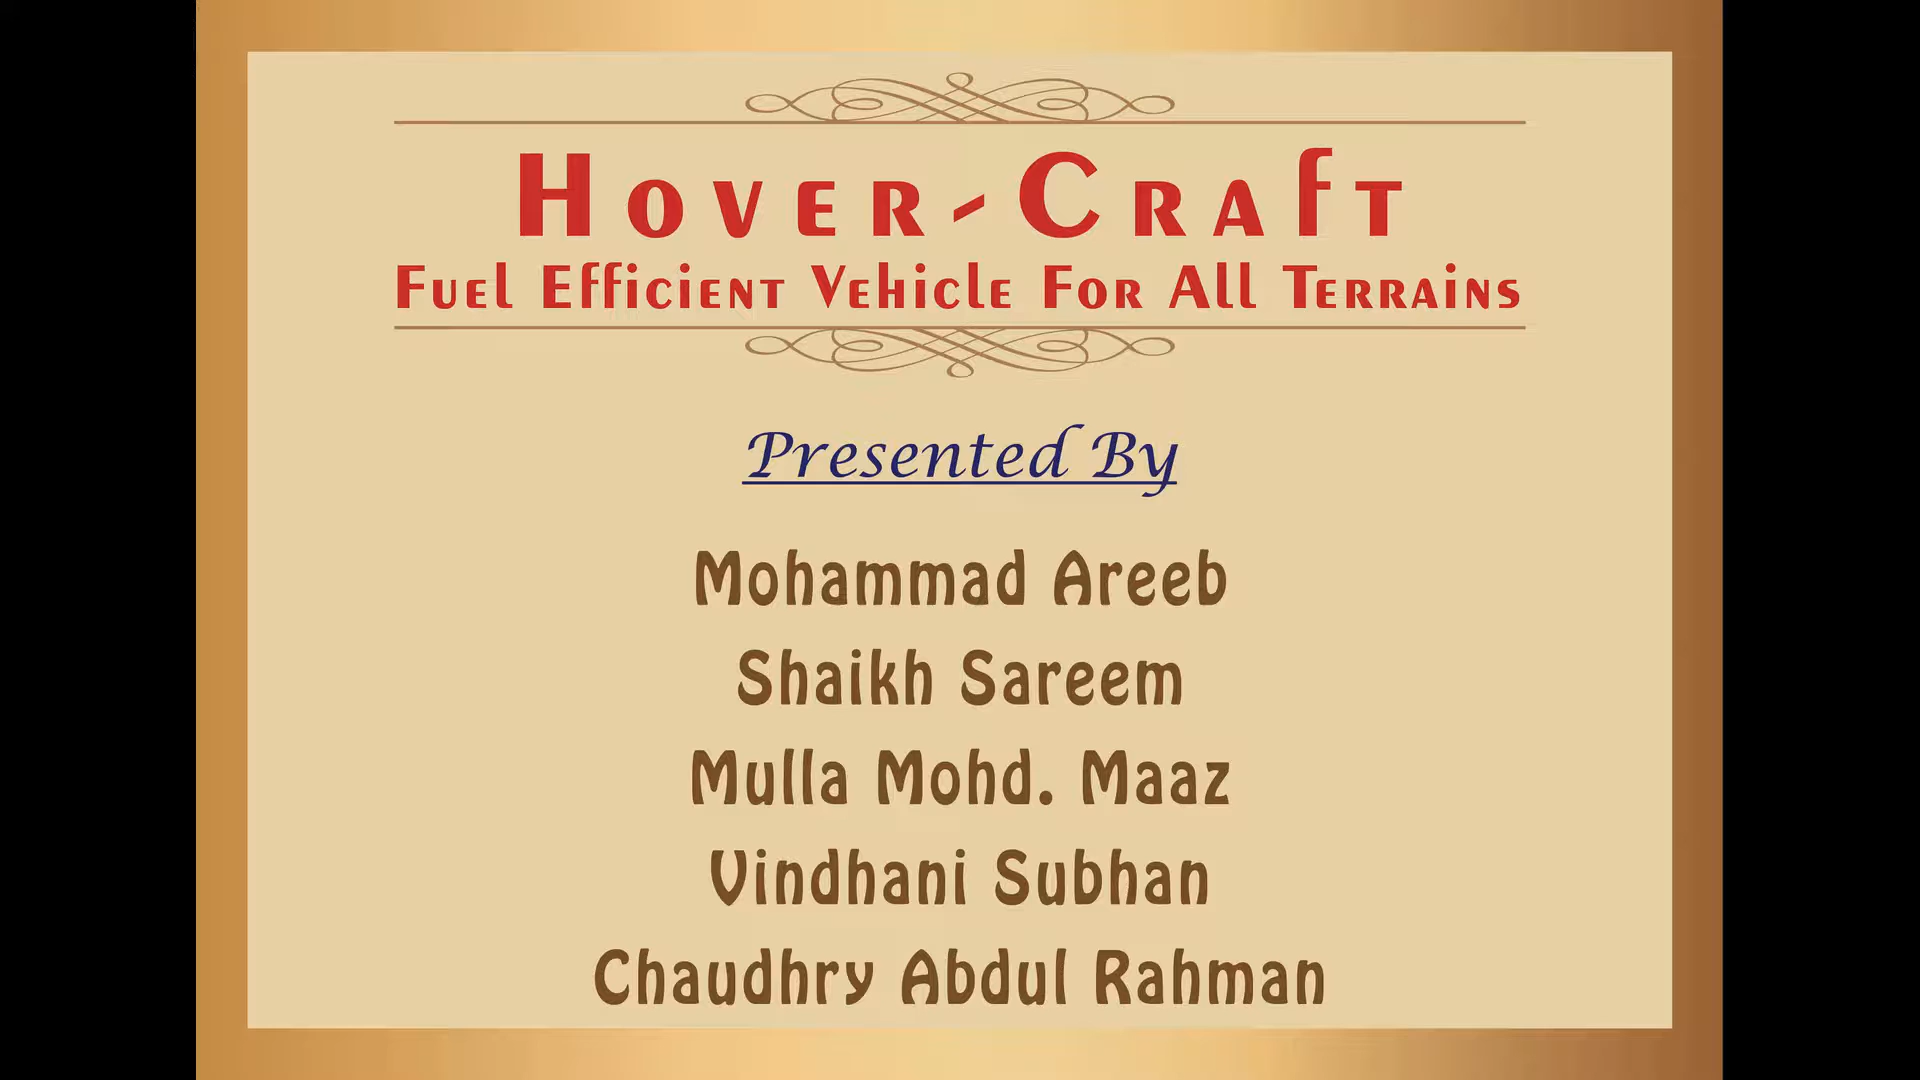 Hover-Craft
Fuel Efficient Vehicle For All Terrains
Presented By
Mohammad Areeb
Shaikh Sareem
Mulla Mohd. Maaz
Vindhani Subhan
Chaudhry Abdul Rahman